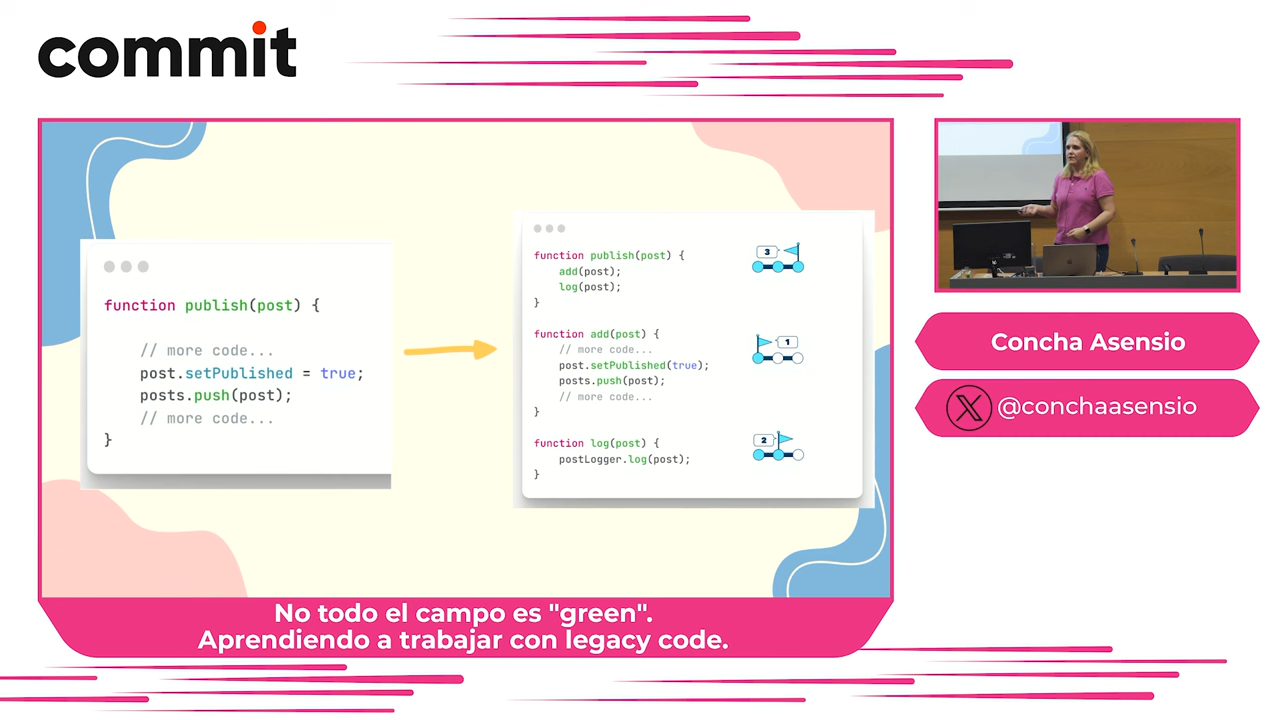 commit
function publish(post) {
// more code...
post.setPublished = true;
posts.push(post);
// more code...
}
function publish(post) {
add(post);
log(post);
}
3
function add(post) {
// more code...
post.setPublished(true);
posts.push(post);
// more code...
}
1
function log(post) {
postLogger.log(post);
}
2
Concha Asensio
@conchaasensio
No todo el campo es "green".
Aprendiendo a trabajar con legacy code.